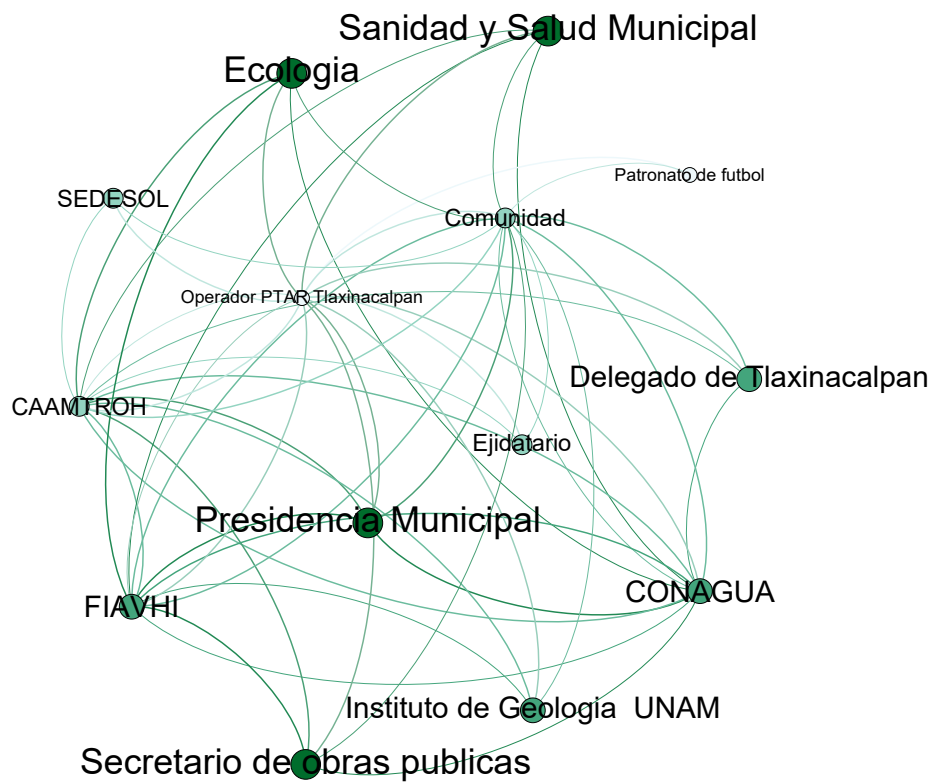 Sanidad y Salud Municipal
Ecologia
Patronato de futbol
SEDESOL
Comunidad
Operador PTAR Tlaxinacalpan
Delegado de Tlaxinacalpan
CAAMTROH
Ejidatario
Presidencia Municipal
CONAGUA
FIAVHI
Instituto de Geologia  UNAM
Secretario de obras publicas